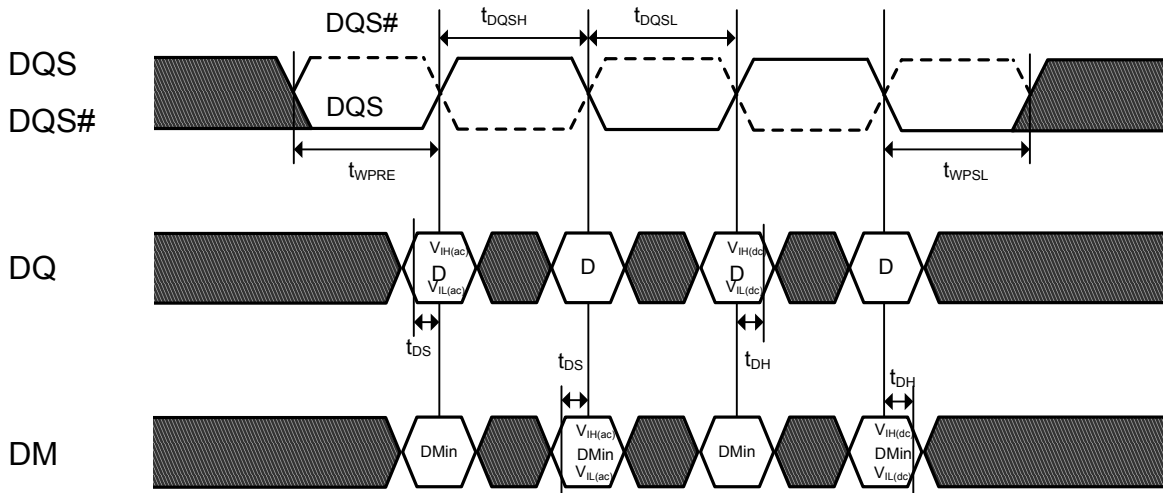 DQS#
tDQSH
tDQSL
DQS
DQS
DQS#
tWPRE
tWPSL
VIH(ac)
VIH(dc)
DQ
D
D
D
D
VIL(ac)
VIL(dc)
tDS
tDS
tDH
tDH
VIH(ac)
VIH(dc)
DM
DMin
DMin
DMin
DMin
VIL(ac)
VIL(dc)